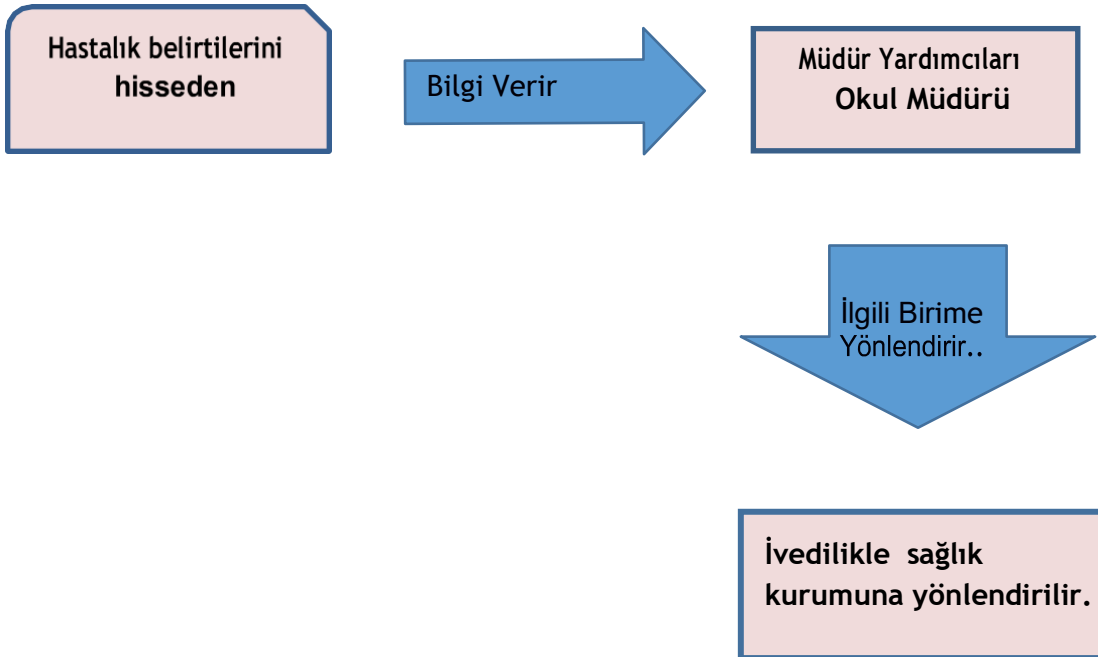 Hastalık belirtilerini
hisseden
Bilgi Verir
Müdür Yardımcıları
Okul Müdürü
İlgili Birime
Yönlendirir..
İvedilikle sağlık
kurumuna yönlendirilir.